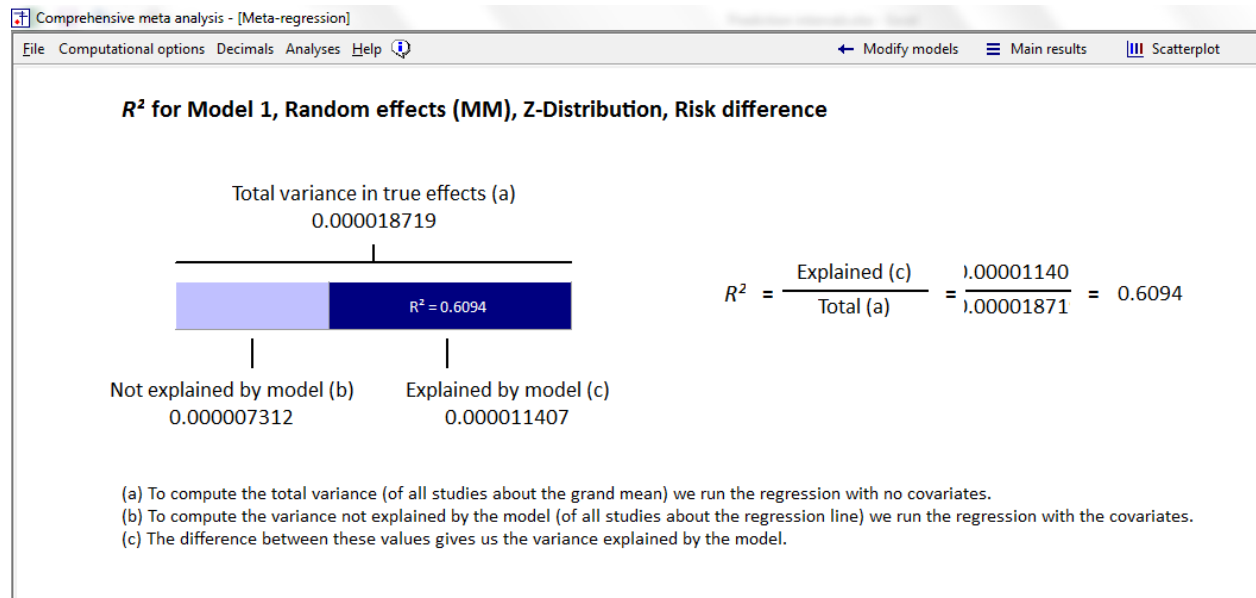 Comprehensive meta analysis - [Meta-regression]
File Computational options Decimals Analyses Help Modify models Main results Scatterplot
R² for Model 1, Random effects (MM), Z-Distribution, Risk difference
Total variance in true effects (a)
0.000018719
R² = 0.6094
Not explained by model (b) Explained by model (c)
0.000007312 0.000011407
R² = Explained (c) = ).00001140 = 0.6094
Total (a) ).00001871
(a) To compute the total variance (of all studies about the grand mean) we run the regression with no covariates.
(b) To compute the variance not explained by the model (of all studies about the regression line) we run the regression with the covariates.
(c) The difference between these values gives us the variance explained by the model.